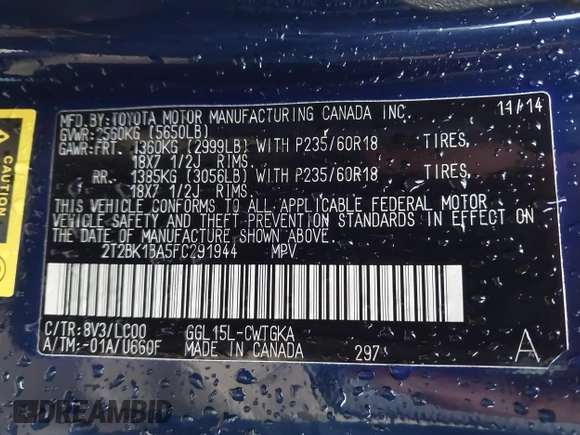 MFD.BY:TOYOTA MOTOR MANUFACTURING CANADA INC. 11/14
GVWR:2560KG (5650LB)
GAWR:FRT. 1360KG (2999LB) WITH P235/60R18 TIRES,
18X7 1/2J RIMS.
RR. 1385KG (3056LB) WITH P235/60R18 TIRES,
18X7 1/2J RIMS.
THIS VEHICLE CONFORMS TO ALL APPLICABLE FEDERAL MOTOR
VEHICLE SAFETY AND THEFT PREVENTION STANDARDS IN EFFECT ON
THE DATE OF MANUFACTURE SHOWN ABOVE.
2T2BK1BA5FC291944 MPV
C/TR:8V3/LC00 GGL15L-CWTGKA
A/TM:-01A/U660F MADE IN CANADA 297 A
CAUTION
DREAMBID